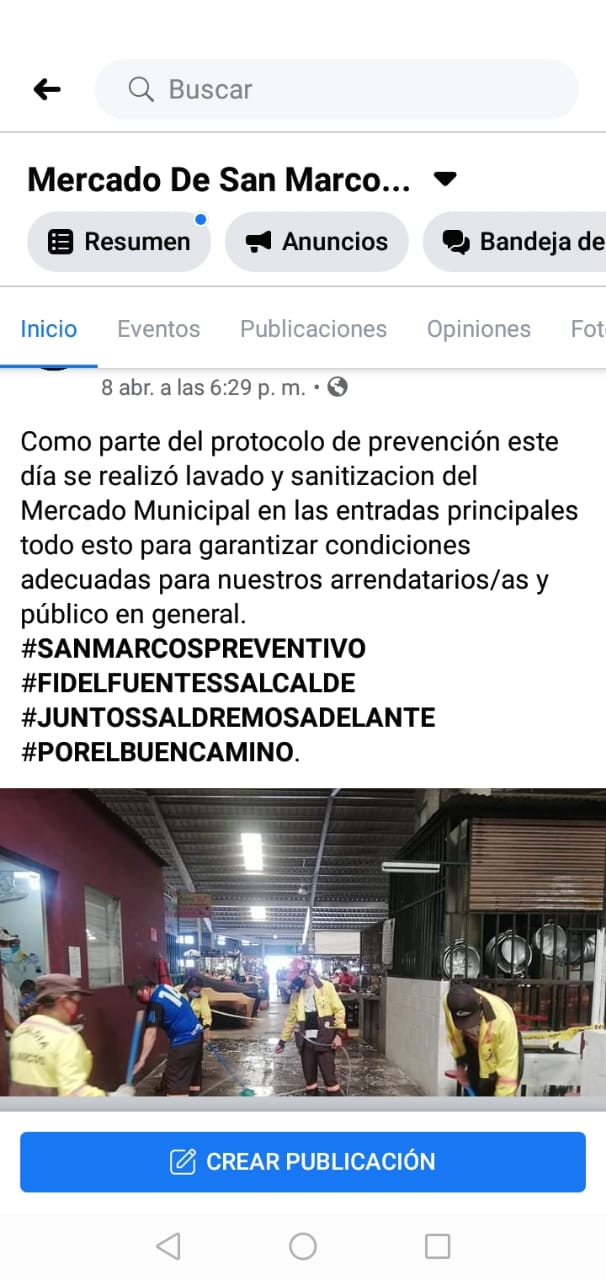 Buscar
Mercado De San Marco...
Resumen Anuncios Bandeja de
Inicio Eventos Publicaciones Opiniones Fot
8 abr. a las 6:29 p. m. •
Como parte del protocolo de prevención este
día se realizó lavado y sanitizacion del
Mercado Municipal en las entradas principales
todo esto para garantizar condiciones
adecuadas para nuestros arrendatarios/as y
público en general.
#SANMARCOSPREVENTIVO
#FIDELFUENTESSALCALDE
#JUNTOSSALDREMOSADELANTE
#PORELBUENCAMINO.
CREAR PUBLICACIÓN